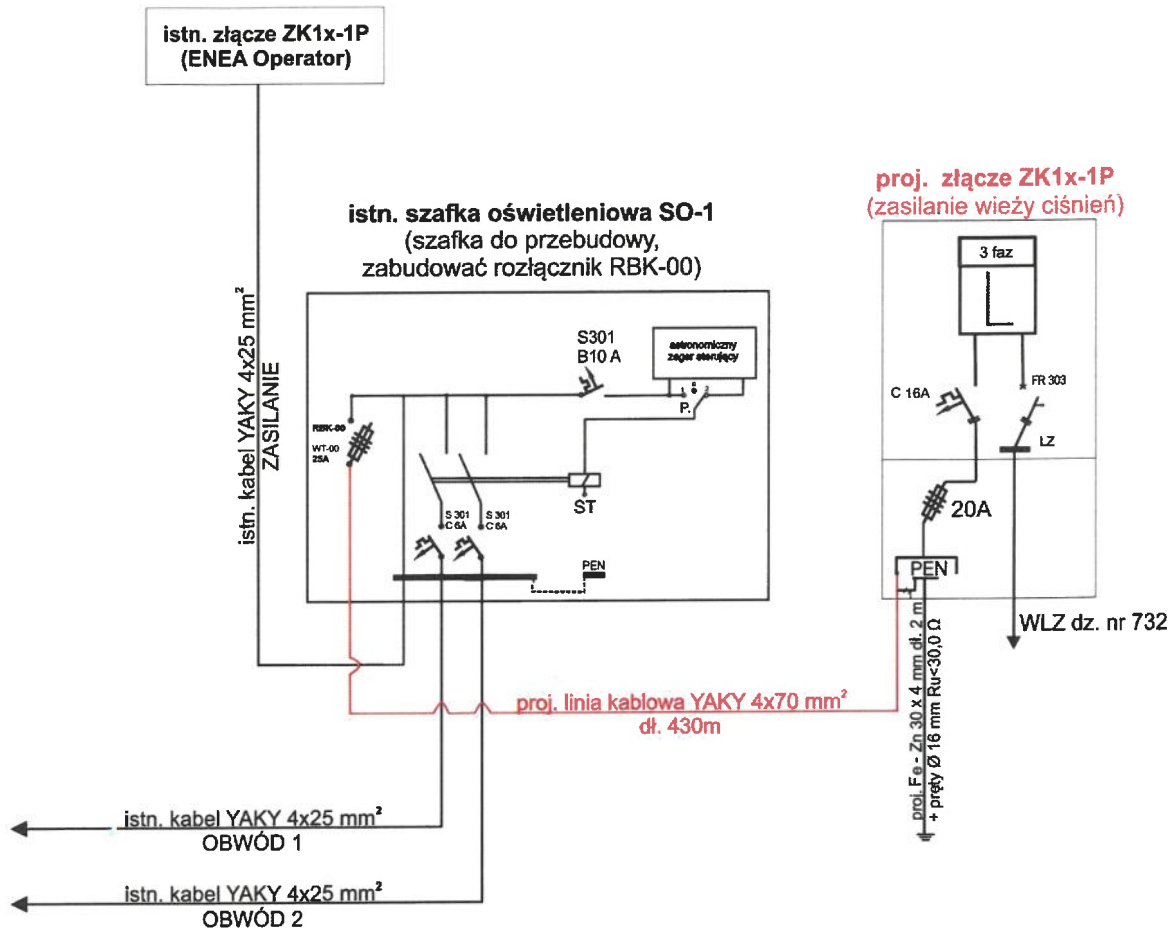 istn. złącze ZK1x-1P
(ENEA Operator)
istn. kabel YAKY 4x25 mm²
ZASILANIE
istn. szafka oświetleniowa SO-1
(szafka do przebudowy,
zabudować rozłącznik RBK-00)
S301
B10 A
astronomiczny
zegar sterujący
1
2
P.
RBK-00
WT-00
25A
ST
S 301
C 6A
S 301
C 6A
PEN
proj. złącze ZK1x-1P
(zasilanie wieży ciśnień)
3 faz
C 16A
FR 303
LZ
20A
PEN
WLZ dz. nr 732
proj. Fe - Zn 30 x 4 mm dł. 2 m
+ pręty Ø 16 mm Ru<30,0 Ω
proj. linia kablowa YAKY 4x70 mm²
dł. 430m
istn. kabel YAKY 4x25 mm²
OBWÓD 1
istn. kabel YAKY 4x25 mm²
OBWÓD 2